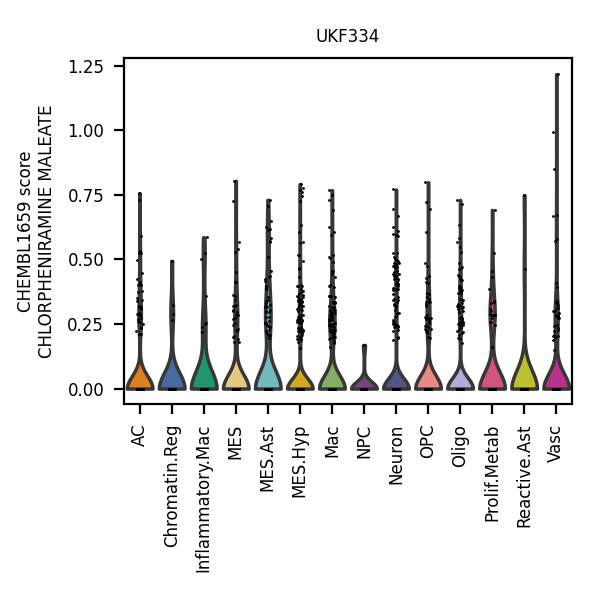 UKF334
CHEMBL1659 score
CHLORPHENIRAMINE MALEATE
1.25
1.00
0.75
0.50
0.25
0.00
AC
Chromatin.Reg
Inflammatory.Mac
MES
MES.Ast
MES.Hyp
Mac
NPC
Neuron
OPC
Oligo
Prolif.Metab
Reactive.Ast
Vasc